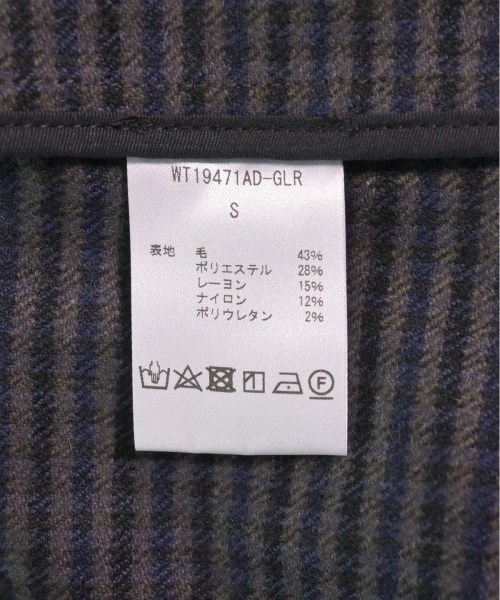 WT19471AD-GLR
S
表地 毛 43%
ポリエステル 28%
レーヨン 15%
ナイロン 12%
ポリウレタン 2%
F